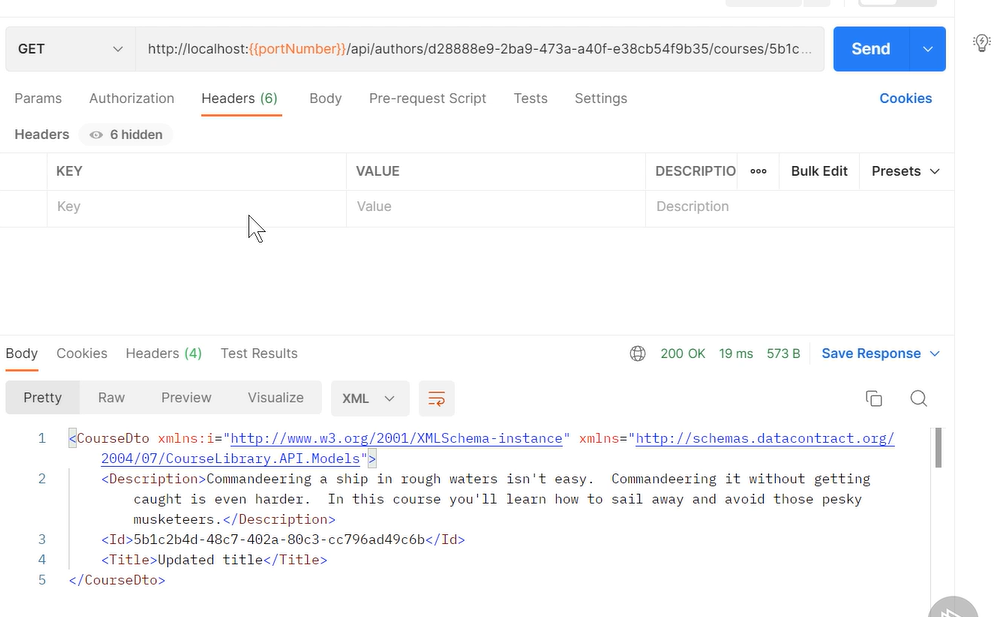 GET http://localhost:{{portNumber}}/api/authors/d28888e9-2ba9-473a-a40f-e38cb54f9b35/courses/5b1c... Send
Params Authorization Headers (6) Body Pre-request Script Tests Settings Cookies
Headers 6 hidden
KEY VALUE DESCRIPTIO ooo Bulk Edit Presets
Key Value Description
Body Cookies Headers (4) Test Results 200 OK 19 ms 573 B Save Response
Pretty Raw Preview Visualize XML
1 <CourseDto xmlns:i="http://www.w3.org/2001/XMLSchema-instance" xmlns="http://schemas.datacontract.org/
2004/07/CourseLibrary.API.Models">
2 <Description>Commandeering a ship in rough waters isn't easy.  Commandeering it without getting
caught is even harder.  In this course you'll learn how to sail away and avoid those pesky
musketeers.</Description>
3 <Id>5b1c2b4d-48c7-402a-80c3-cc796ad49c6b</Id>
4 <Title>Updated title</Title>
5 </CourseDto>